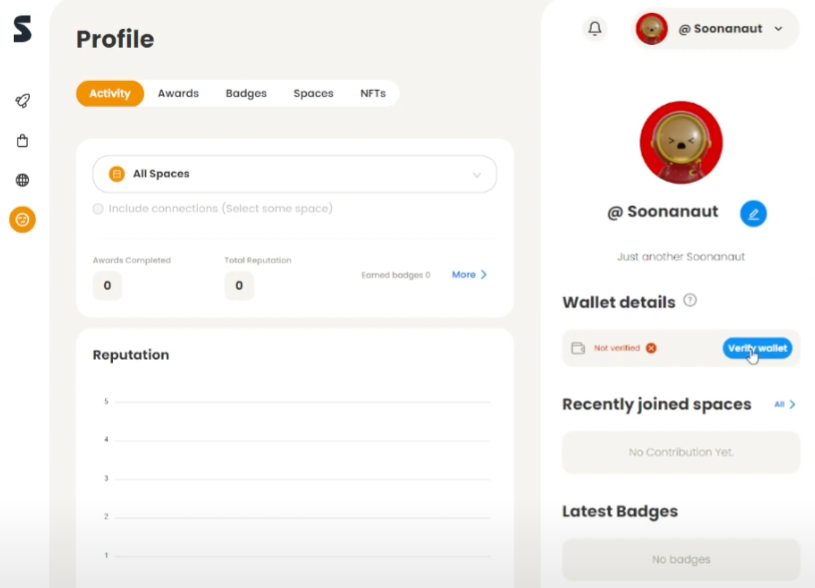 Profile
@ Soonanaut
Activity
Awards
Badges
Spaces
NFTs
All Spaces
Include connections (Select some space)
Awards Completed
0
Total Reputation
0
Earned badges 0
More
Reputation
5
4
3
2
1
@ Soonanaut
Just another Soonanaut
Wallet details
Not verified
Verify wallet
Recently joined spaces
All
No Contribution Yet.
Latest Badges
No badges